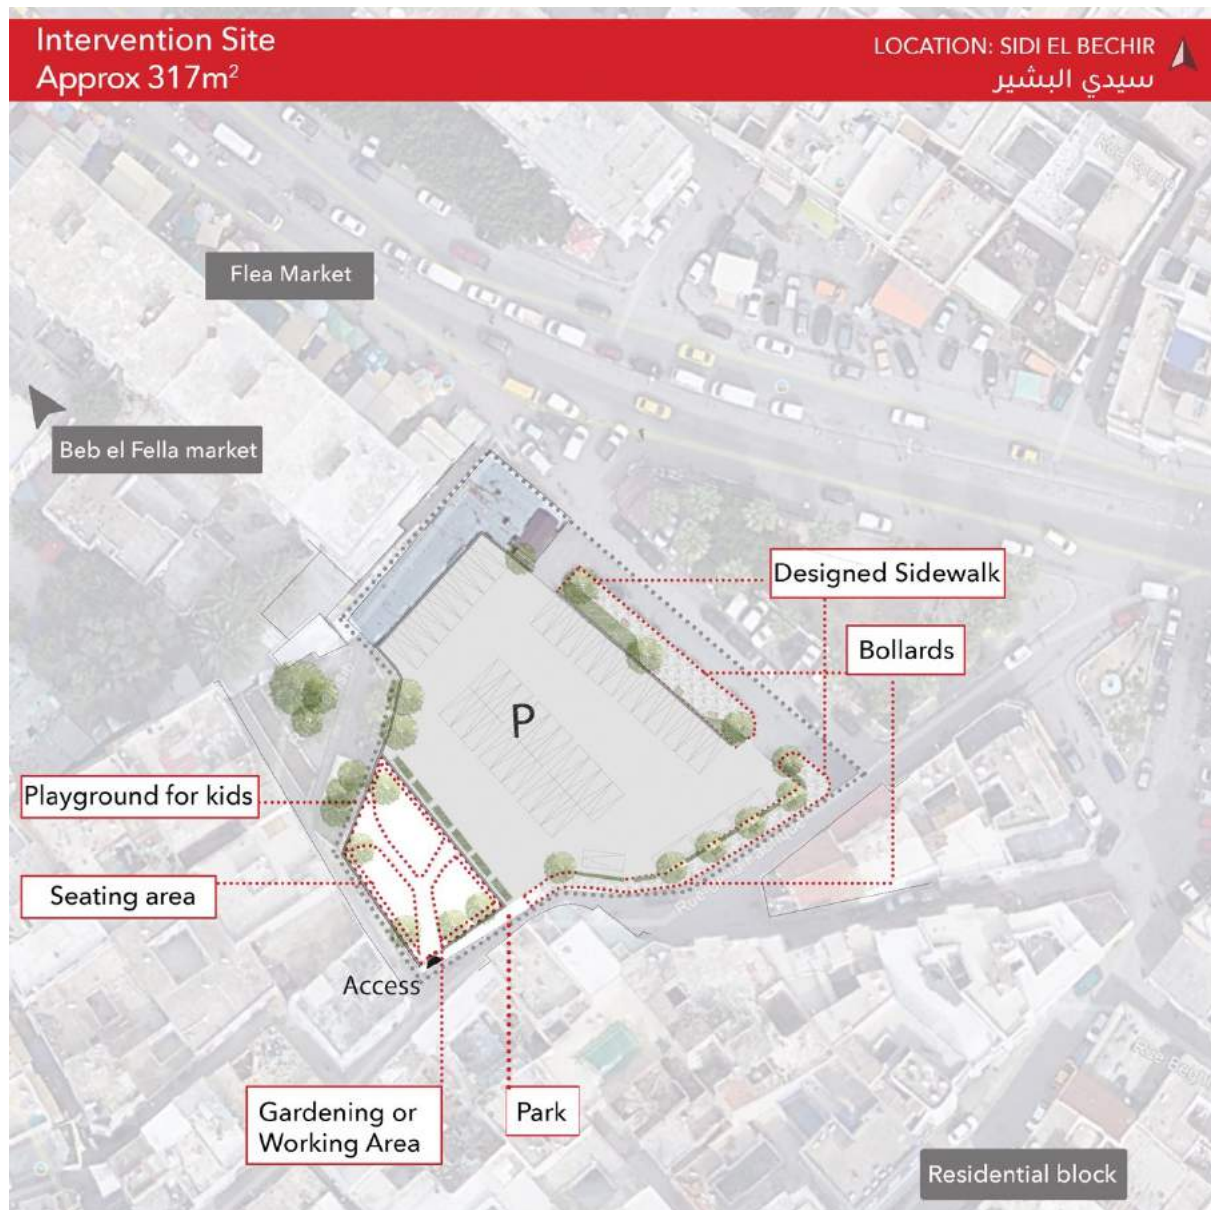 Intervention Site
Approx 317m²
LOCATION: SIDI EL BECHIR
سيدي البشير
Flea Market
Beb el Fella market
Designed Sidewalk
Bollards
P
Playground for kids
Seating area
Access
Gardening or
Working Area
Park
Residential block